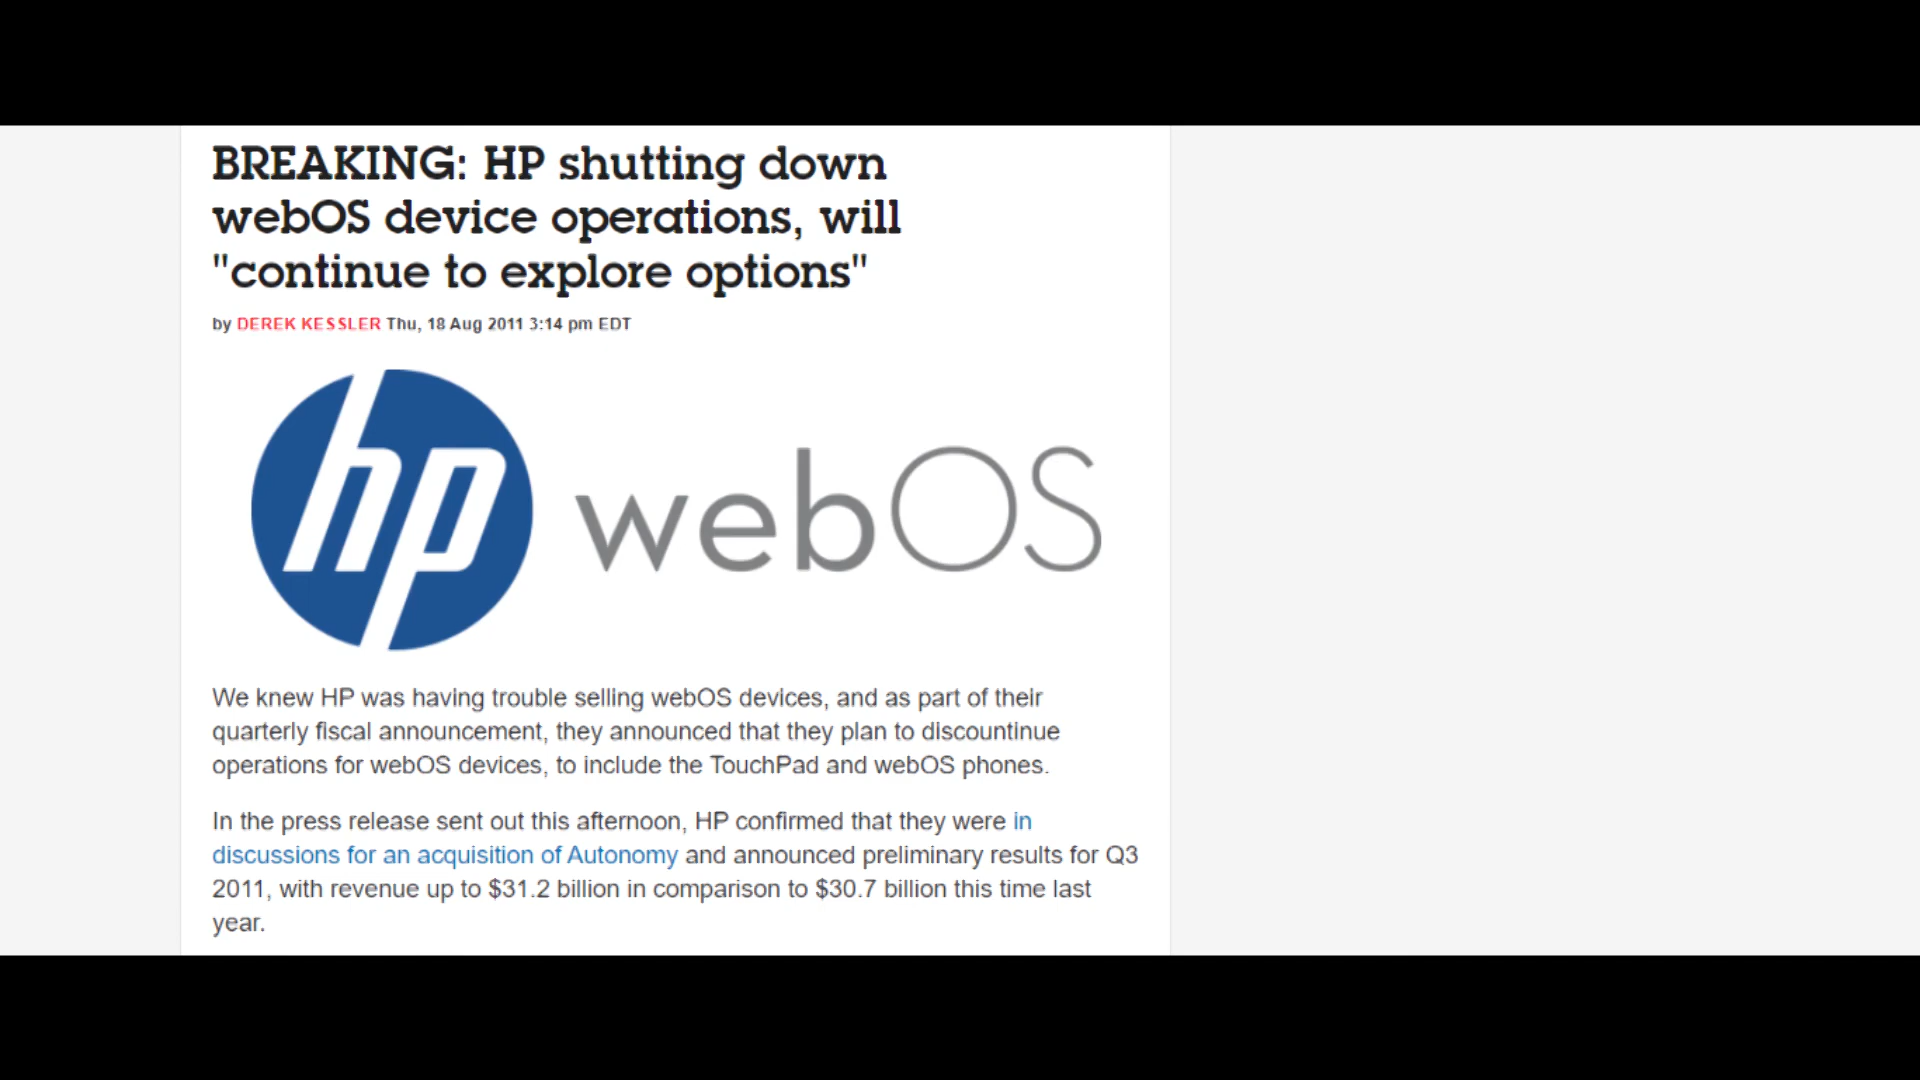 BREAKING: HP shutting down
webOS device operations, will
"continue to explore options"
by DEREK KESSLER Thu, 18 Aug 2011 3:14 pm EDT
hp webOS
We knew HP was having trouble selling webOS devices, and as part of their
quarterly fiscal announcement, they announced that they plan to discountinue
operations for webOS devices, to include the TouchPad and webOS phones.
In the press release sent out this afternoon, HP confirmed that they were in
discussions for an acquisition of Autonomy and announced preliminary results for Q3
2011, with revenue up to $31.2 billion in comparison to $30.7 billion this time last
year.